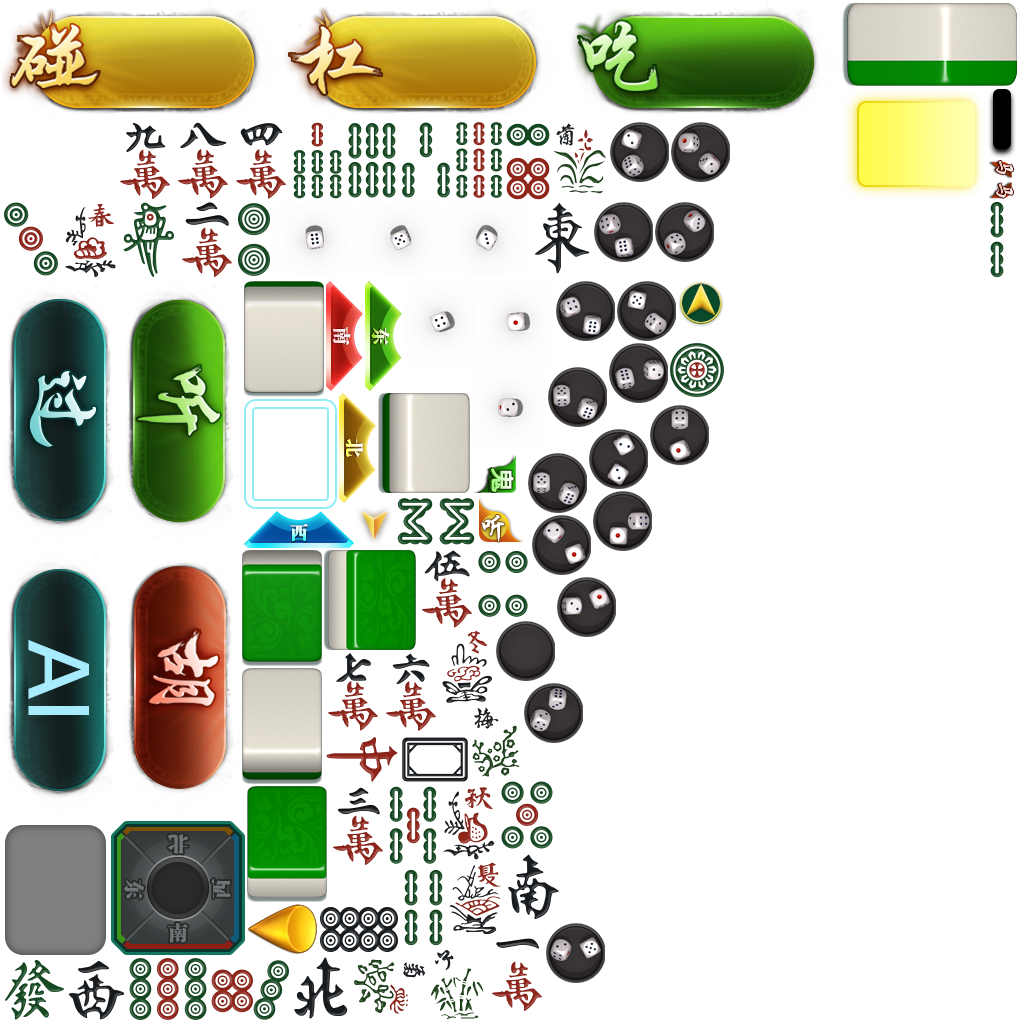 碰
杠
吃
九萬
八萬
四萬
蘭
春
二萬
東
南
东
过
听
北
鬼
西
听
伍萬
AI
胡
冬
七萬
六萬
梅
中
三萬
秋
北
东
西
南
夏
南
一萬
發
西
北
菊
竹